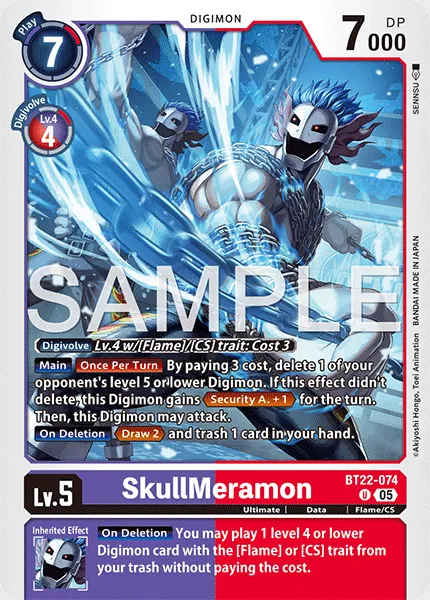 Play
7
DIGIMON
7000
DP
Digivolve
Lv.4
4
SENNSU
©Akiyoshi Hongo, Toei Animation BANDAI MADE IN JAPAN
SAMPLE
Digivolve Lv.4 w/[Flame]/[CS] trait: Cost 3
Main Once Per Turn By paying 3 cost, delete 1 of your
opponent's level 5 or lower Digimon. If this effect didn't
delete, this Digimon gains Security A. +1 for the turn.
Then, this Digimon may attack.
On Deletion Draw 2 and trash 1 card in your hand.
Lv.5
SkullMeramon
BT22-074
U 05
Ultimate | Data | Flame/CS
Inherited Effect
On Deletion You may play 1 level 4 or lower
Digimon card with the [Flame] or [CS] trait from
your trash without paying the cost.